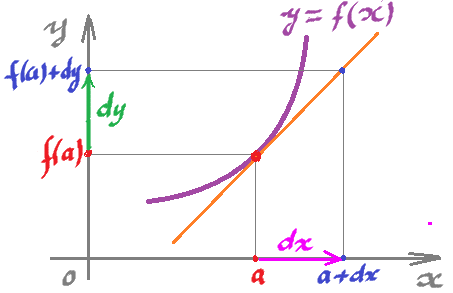 y = f(x)
y
f(a)+dy
dy
f(a)
dx
o
a
a+dx
x